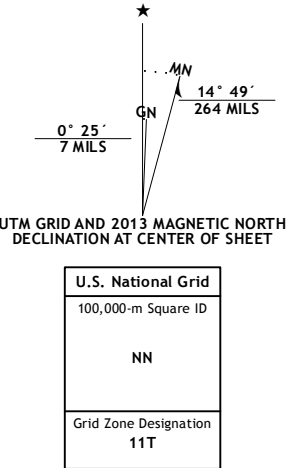 ★
MN
GN
14° 49´
264 MILS
0° 25´
7 MILS
UTM GRID AND 2013 MAGNETIC NORTH
DECLINATION AT CENTER OF SHEET
U.S. National Grid
100,000-m Square ID
NN
Grid Zone Designation
11T